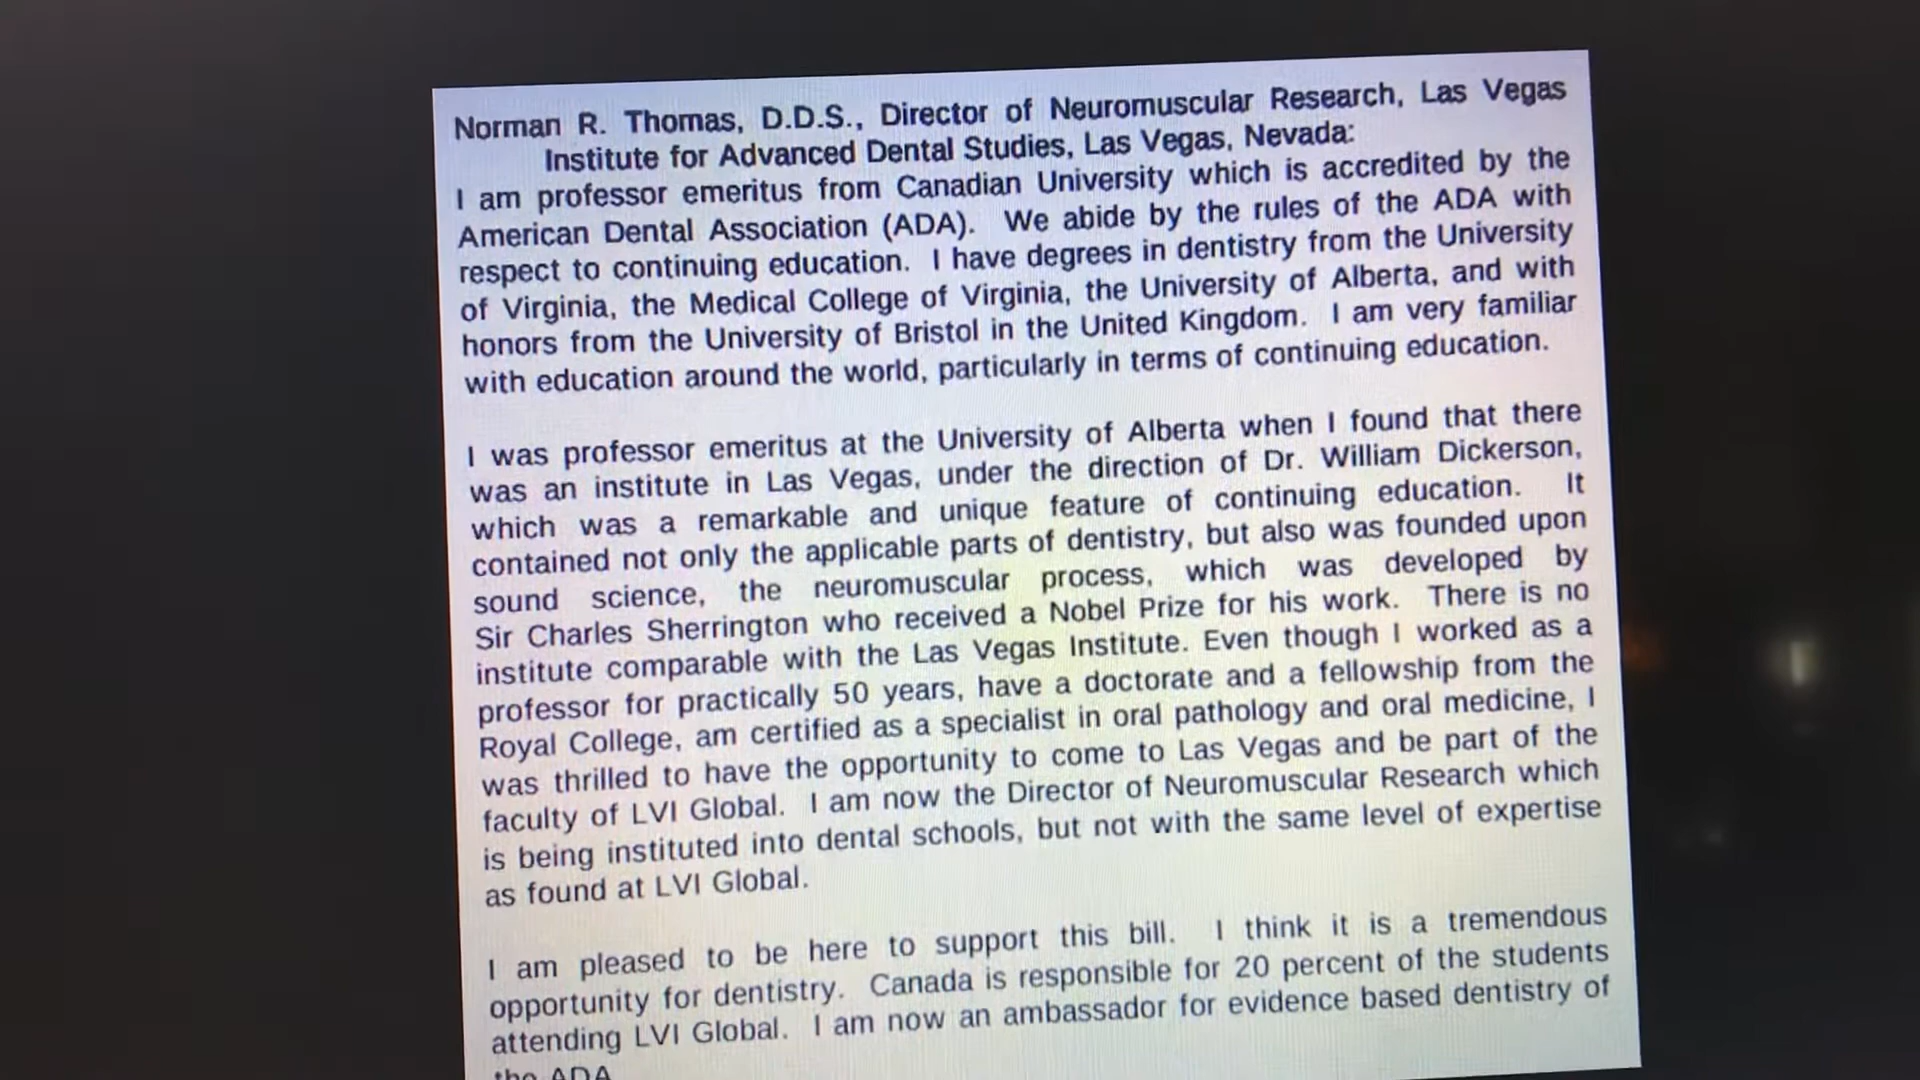 Norman R. Thomas, D.D.S., Director of Neuromuscular Research, Las Vegas
Institute for Advanced Dental Studies, Las Vegas, Nevada:
I am professor emeritus from Canadian University which is accredited by the
American Dental Association (ADA). We abide by the rules of the ADA with
respect to continuing education. I have degrees in dentistry from the University
of Virginia, the Medical College of Virginia, the University of Alberta, and with
honors from the University of Bristol in the United Kingdom. I am very familiar
with education around the world, particularly in terms of continuing education.
I was professor emeritus at the University of Alberta when I found that there
was an institute in Las Vegas, under the direction of Dr. William Dickerson,
which was a remarkable and unique feature of continuing education. It
contained not only the applicable parts of dentistry, but also was founded upon
sound science, the neuromuscular process, which was developed by
Sir Charles Sherrington who received a Nobel Prize for his work. There is no
institute comparable with the Las Vegas Institute. Even though I worked as a
professor for practically 50 years, have a doctorate and a fellowship from the
Royal College, am certified as a specialist in oral pathology and oral medicine, I
was thrilled to have the opportunity to come to Las Vegas and be part of the
faculty of LVI Global. I am now the Director of Neuromuscular Research which
is being instituted into dental schools, but not with the same level of expertise
as found at LVI Global.
I am pleased to be here to support this bill. I think it is a tremendous
opportunity for dentistry. Canada is responsible for 20 percent of the students
attending LVI Global. I am now an ambassador for evidence based dentistry of
the ADA